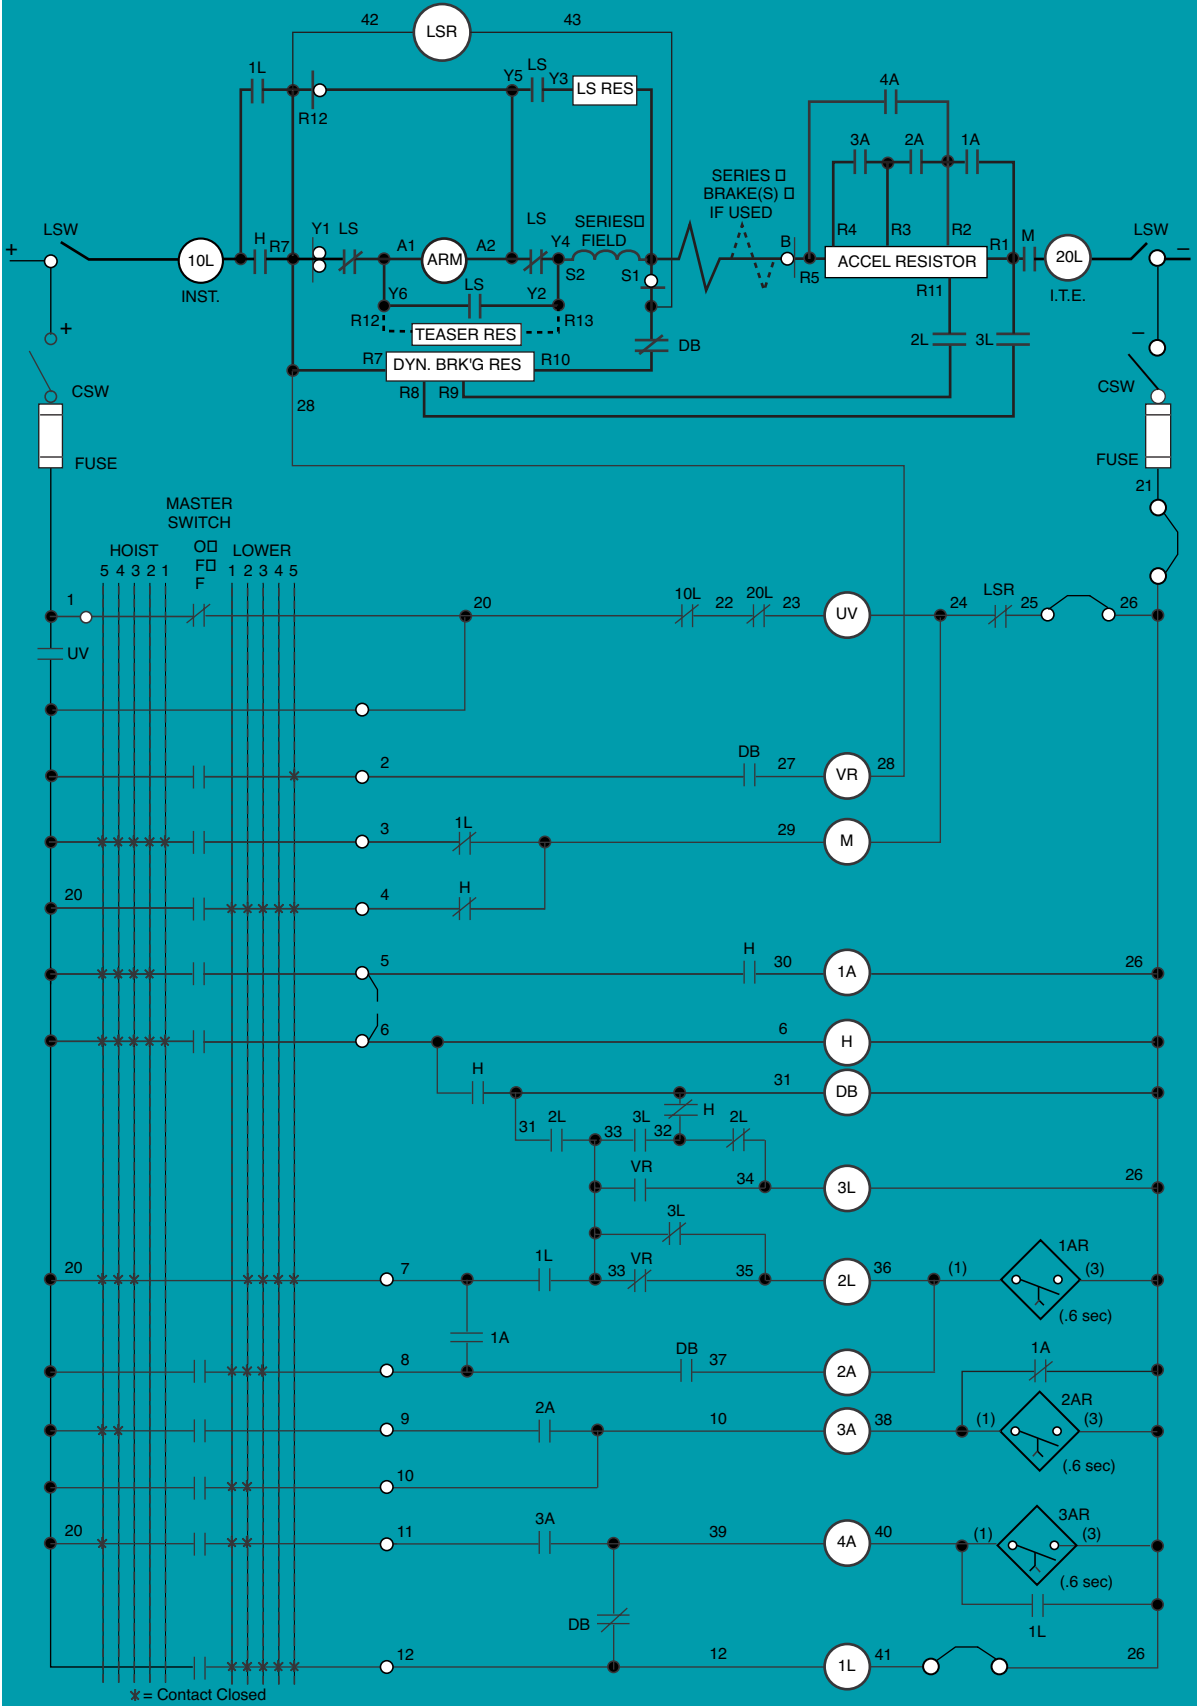 42 LSR 43
1L R12 Y5 LS Y3 LS RES 4A
3A 2A 1A
SERIES
BRAKE(S)
IF USED
R4 R3 R2 R1 M
LSW H R7 Y1 LS A1 ARM A2 LS Y4 SERIES
FIELD
S2 S1 B R5 ACCEL RESISTOR 20L LSW
+ 10L −
INST. I.T.E.
Y6 LS Y2 R11
R12 TEASER RES R13
2L 3L
DB
R7 DYN. BRK'G RES R10
R8 R9
28
+ −
CSW CSW
FUSE FUSE
21
MASTER
SWITCH
HOIST O LOWER
5 4 3 2 1 F 1 2 3 4 5
F
1 20 10L 22 20L 23 UV 24 LSR 25 26
UV
2 DB 27 VR 28
3 1L 29 M
20 4 H
5 H 30 1A 26
6 6 H
H 31 DB
31 2L 33 3L 32 H 2L
VR 34 3L 26
3L
20 7 1L 33 VR 35 2L 36 (1) 1AR (3)
(.6 sec)
1A
8 DB 37 2A 1A
9 2A 10 3A 38 (1) 2AR (3)
(.6 sec)
10
20 11 3A 39 4A 40 (1) 3AR (3)
(.6 sec)
DB 1L
12 12 1L 41 26
= Contact Closed